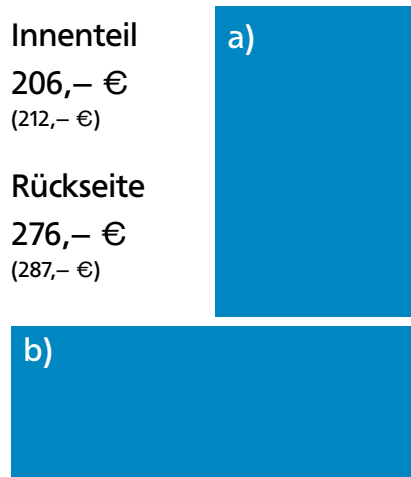 Innenteil
206,– €
(212,– €)
Rückseite
276,– €
(287,– €)
a)
b)